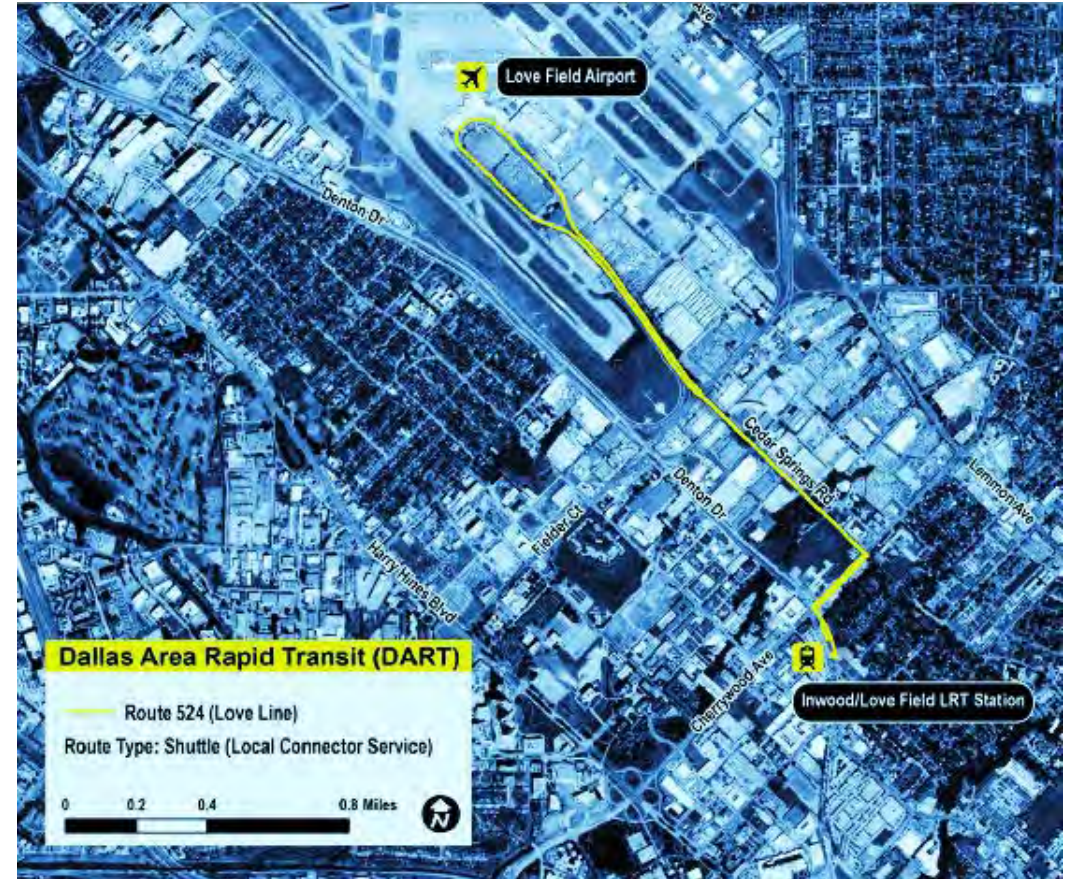 Ave
Love Field Airport
Denton Dr
Cedar Springs Rd
Lemmon Ave
Denton Dr
Fielder Ct
Harry Hines Blvd
Cherrywood Ave
Inwood/Love Field LRT Station
Dallas Area Rapid Transit (DART)
Route 524 (Love Line)
Route Type: Shuttle (Local Connector Service)
0 0.2 0.4 0.8 Miles
N